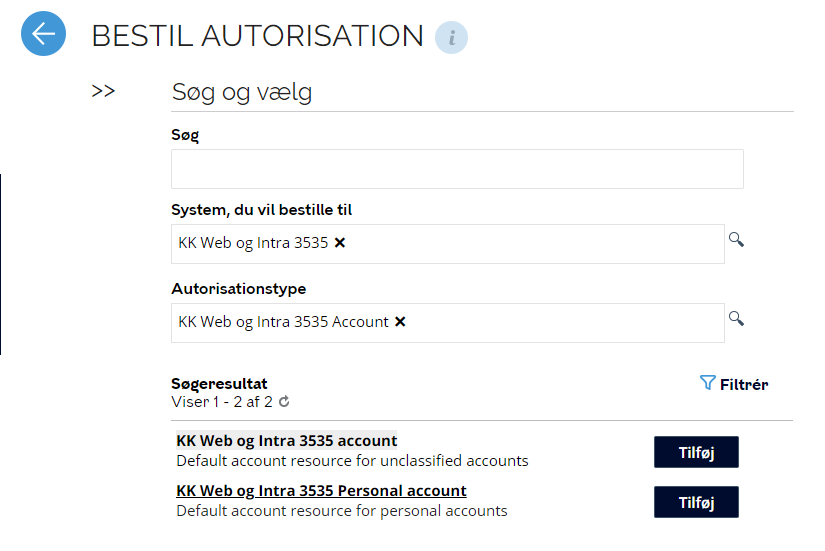 BESTIL AUTORISATION i
>> Søg og vælg
Søg
System, du vil bestille til
KK Web og Intra 3535 ×
Autorisationstype
KK Web og Intra 3535 Account ×
Søgeresultat
Filtrér
Viser 1 - 2 af 2
KK Web og Intra 3535 account
Default account resource for unclassified accounts
Tilføj
KK Web og Intra 3535 Personal account
Default account resource for personal accounts
Tilføj